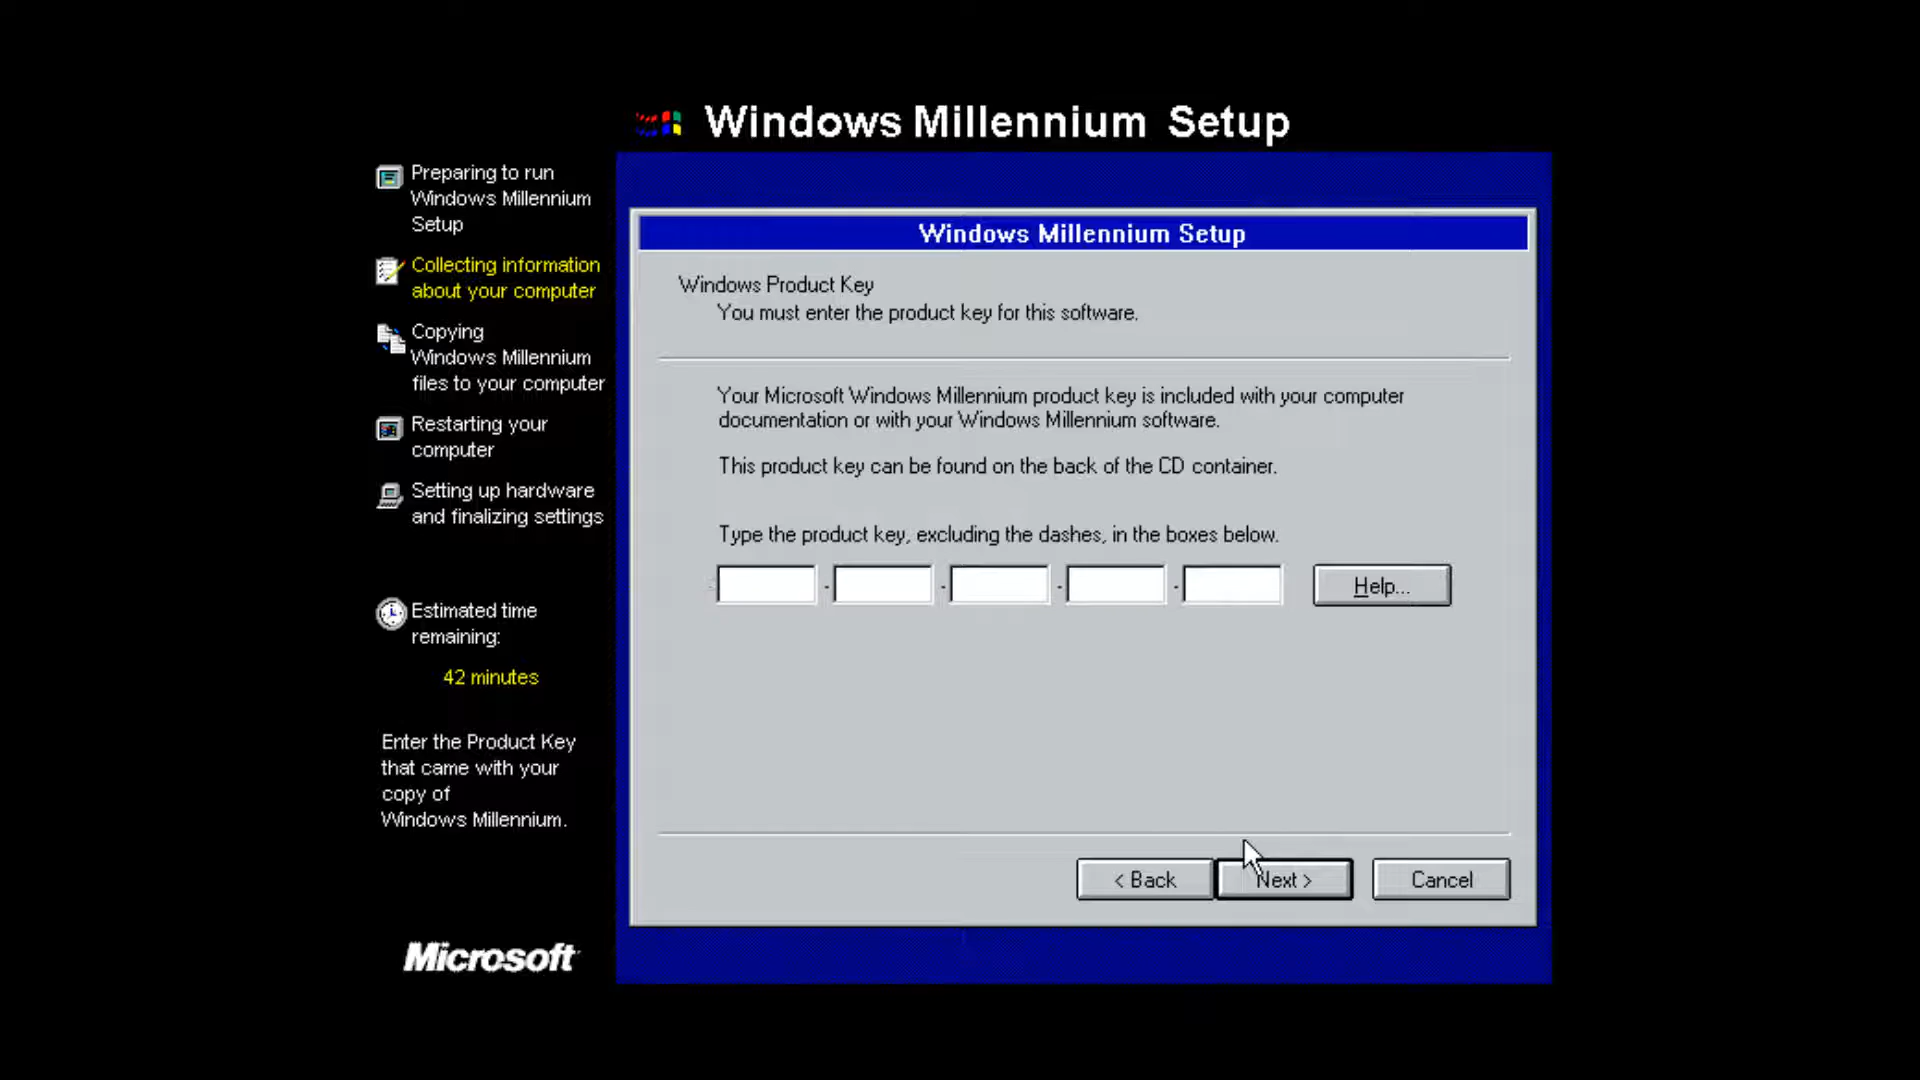 Windows Millennium Setup
Preparing to run
Windows Millennium
Setup
Collecting information
about your computer
Copying
Windows Millennium
files to your computer
Restarting your
computer
Setting up hardware
and finalizing settings
Estimated time
remaining:
42 minutes
Enter the Product Key
that came with your
copy of
Windows Millennium.
Microsoft
Windows Millennium Setup
Windows Product Key
You must enter the product key for this software.
Your Microsoft Windows Millennium product key is included with your computer
documentation or with your Windows Millennium software.
This product key can be found on the back of the CD container.
Type the product key, excluding the dashes, in the boxes below.
- - - - Help...
< Back Next > Cancel